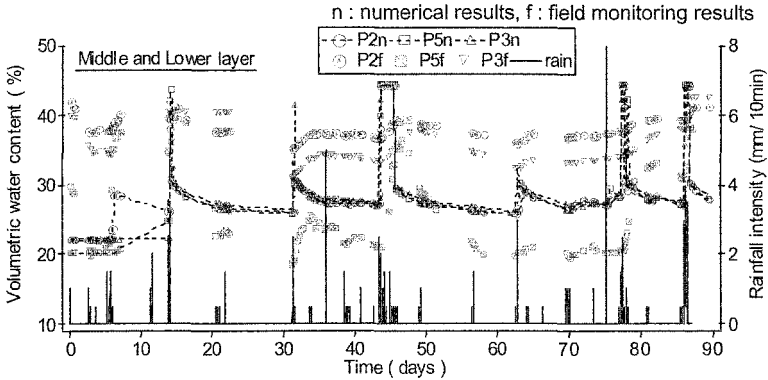 n : numerical results, f : field monitoring results
Middle and Lower layer
P2n P5n P3n
P2f P5f P3f rain
Volumetric water content ( %)
50
40
30
20
10
Rainfall intensity (mm/ 10min)
8
6
4
2
0
0 10 20 30 40 50 60 70 80 90
Time ( days )